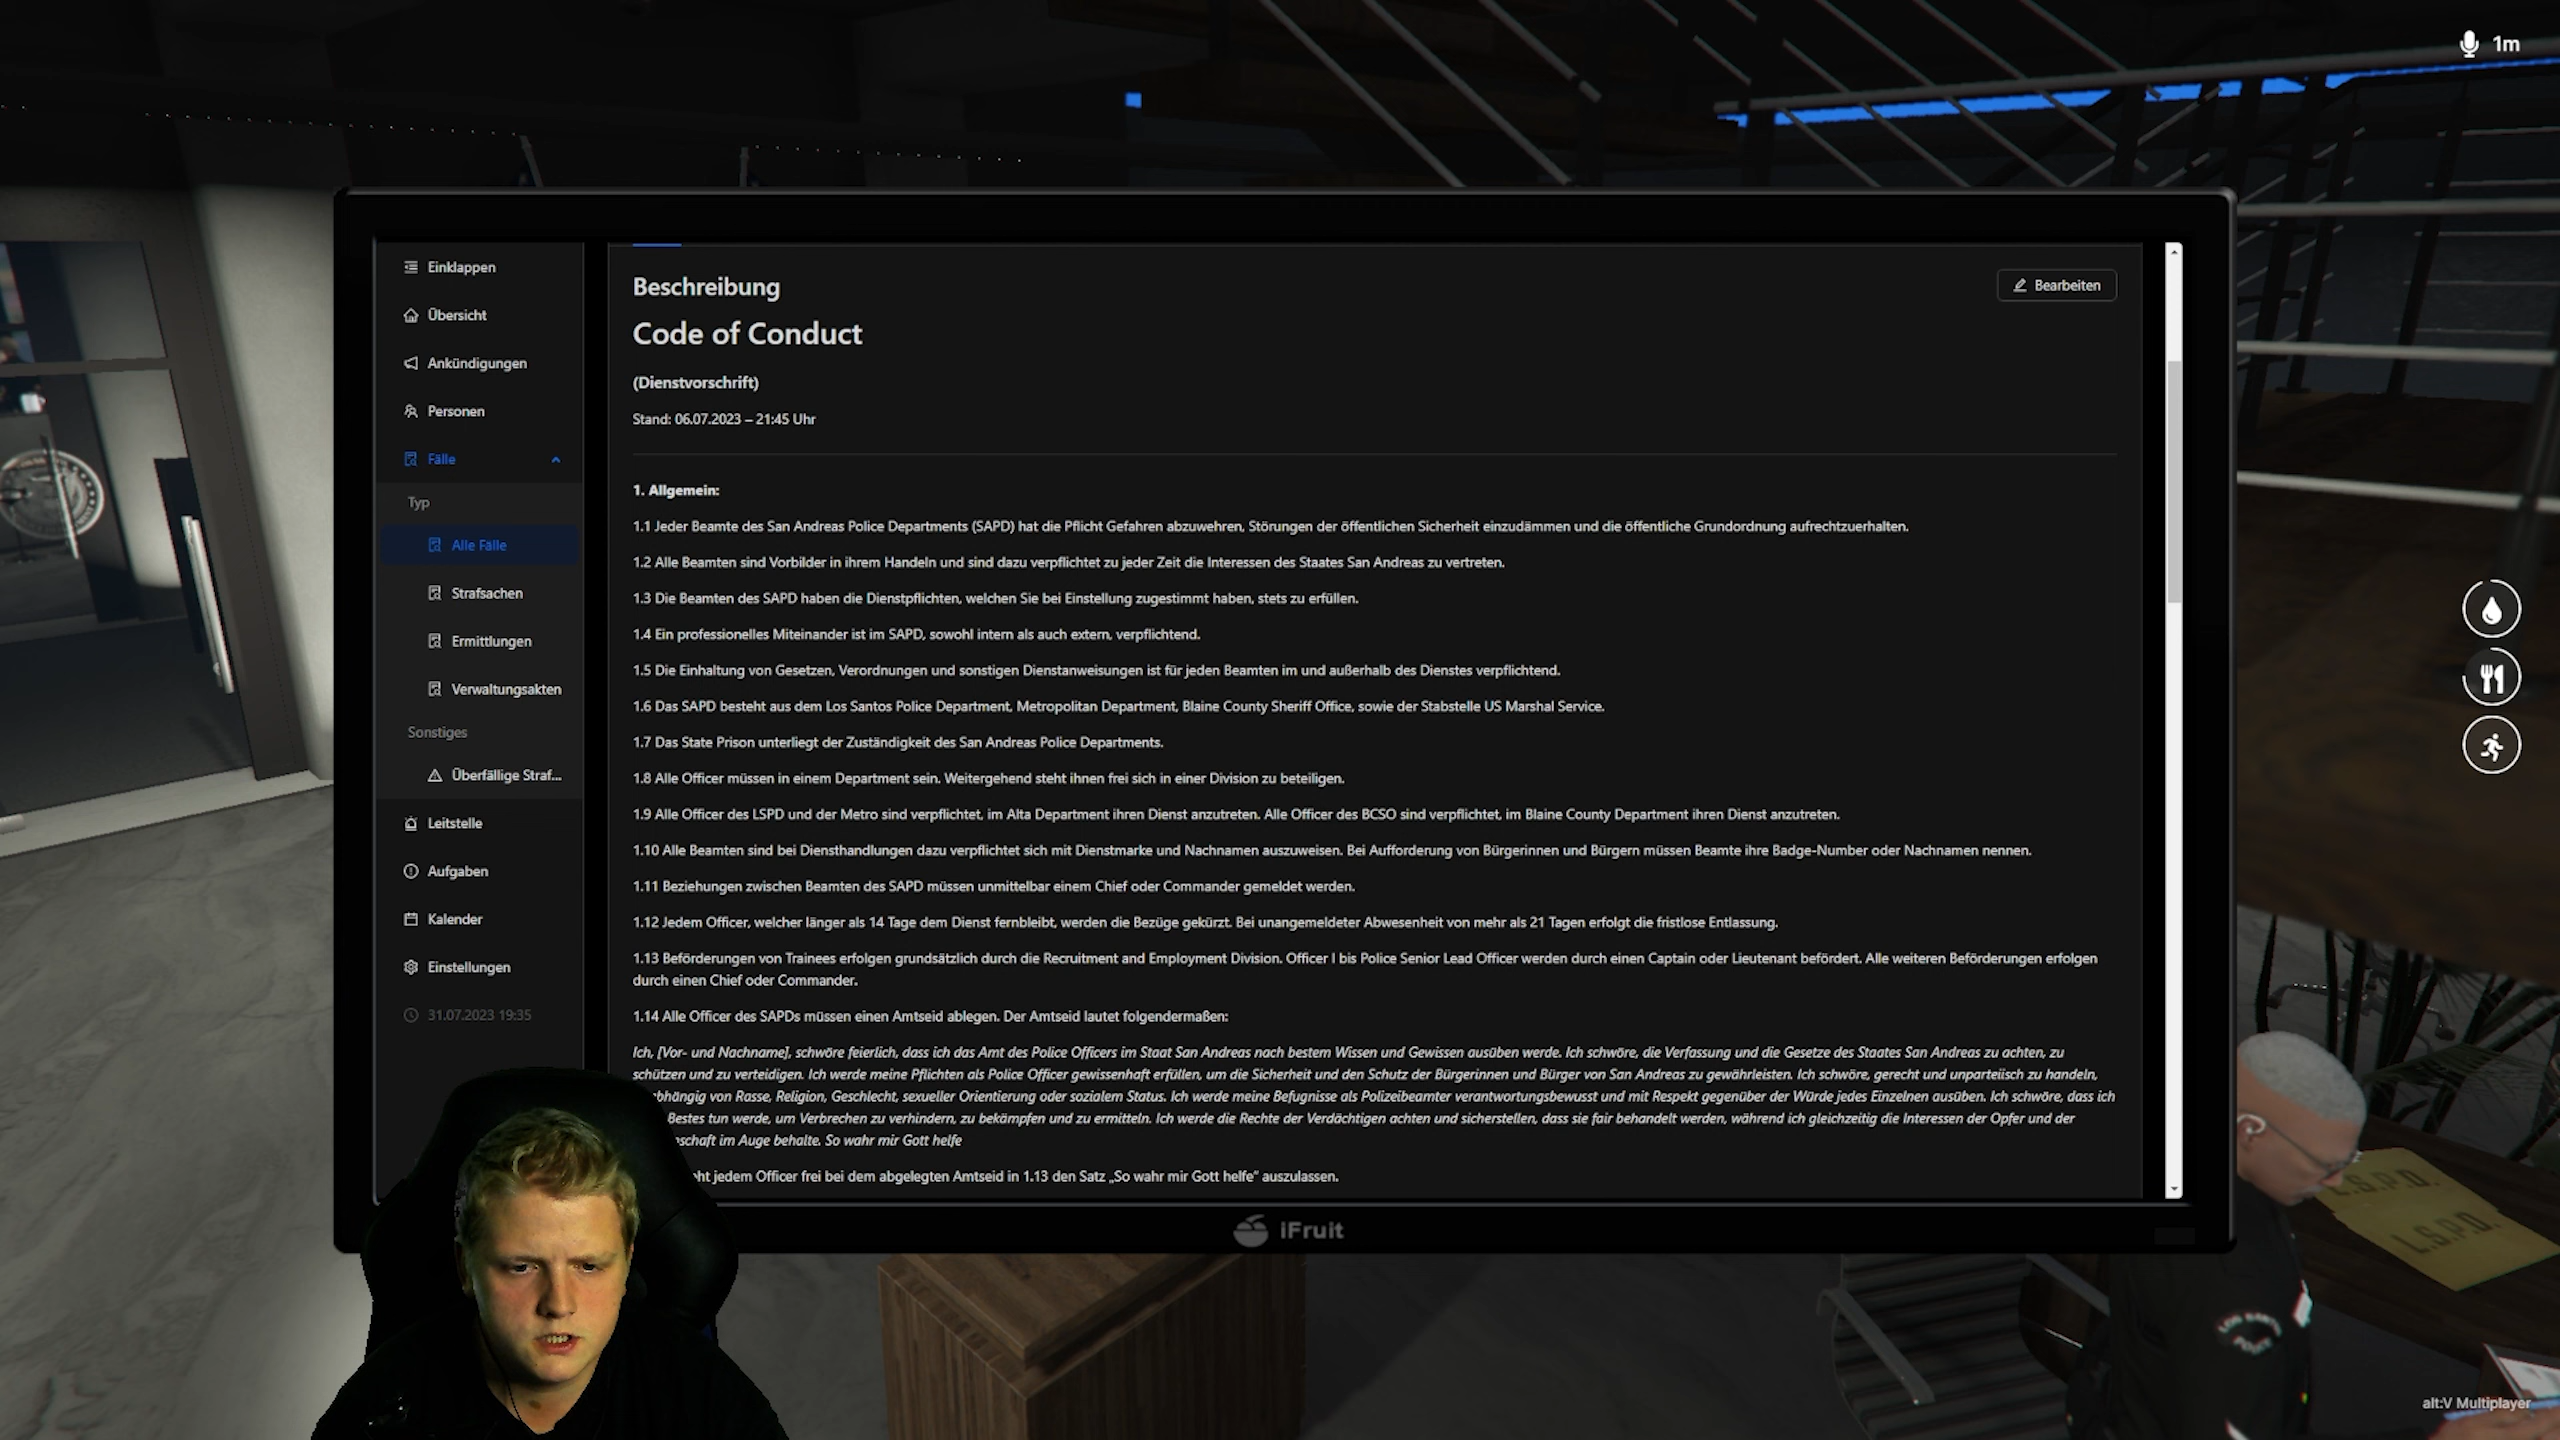 1m
Einklappen
Übersicht
Ankündigungen
Personen
Fälle
Typ
Alle Fälle
Strafsachen
Ermittlungen
Verwaltungsakten
Sonstiges
Überfällige Straf...
Leitstelle
Aufgaben
Kalender
Einstellungen
31.07.2023 19:35
Beschreibung
Bearbeiten
Code of Conduct
(Dienstvorschrift)
Stand: 06.07.2023 – 21:45 Uhr
1. Allgemein:
1.1 Jeder Beamte des San Andreas Police Departments (SAPD) hat die Pflicht Gefahren abzuwehren, Störungen der öffentlichen Sicherheit einzudämmen und die öffentliche Grundordnung aufrechtzuerhalten.
1.2 Alle Beamten sind Vorbilder in ihrem Handeln und sind dazu verpflichtet zu jeder Zeit die Interessen des Staates San Andreas zu vertreten.
1.3 Die Beamten des SAPD haben die Dienstpflichten, welchen Sie bei Einstellung zugestimmt haben, stets zu erfüllen.
1.4 Ein professionelles Miteinander ist im SAPD, sowohl intern als auch extern, verpflichtend.
1.5 Die Einhaltung von Gesetzen, Verordnungen und sonstigen Dienstanweisungen ist für jeden Beamten im und außerhalb des Dienstes verpflichtend.
1.6 Das SAPD besteht aus dem Los Santos Police Department, Metropolitan Department, Blaine County Sheriff Office, sowie der Stabstelle US Marshal Service.
1.7 Das State Prison unterliegt der Zuständigkeit des San Andreas Police Departments.
1.8 Alle Officer müssen in einem Department sein. Weitergehend steht ihnen frei sich in einer Division zu beteiligen.
1.9 Alle Officer des LSPD und der Metro sind verpflichtet, im Alta Department ihren Dienst anzutreten. Alle Officer des BCSO sind verpflichtet, im Blaine County Department ihren Dienst anzutreten.
1.10 Alle Beamten sind bei Diensthandlungen dazu verpflichtet sich mit Dienstmarke und Nachnamen auszuweisen. Bei Aufforderung von Bürgerinnen und Bürgern müssen Beamte ihre Badge-Number oder Nachnamen nennen.
1.11 Beziehungen zwischen Beamten des SAPD müssen unmittelbar einem Chief oder Commander gemeldet werden.
1.12 Jedem Officer, welcher länger als 14 Tage dem Dienst fernbleibt, werden die Bezüge gekürzt. Bei unangemeldeter Abwesenheit von mehr als 21 Tagen erfolgt die fristlose Entlassung.
1.13 Beförderungen von Trainees erfolgen grundsätzlich durch die Recruitment and Employment Division. Officer I bis Police Senior Lead Officer werden durch einen Captain oder Lieutenant befördert. Alle weiteren Beförderungen erfolgen
durch einen Chief oder Commander.
1.14 Alle Officer des SAPDs müssen einen Amtseid ablegen. Der Amtseid lautet folgendermaßen:
Ich, [Vor- und Nachname], schwöre feierlich, dass ich das Amt des Police Officers im Staat San Andreas nach bestem Wissen und Gewissen ausüben werde. Ich schwöre, die Verfassung und die Gesetze des Staates San Andreas zu achten, zu
schützen und zu verteidigen. Ich werde meine Pflichten als Police Officer gewissenhaft erfüllen, um die Sicherheit und den Schutz der Bürgerinnen und Bürger von San Andreas zu gewährleisten. Ich schwöre, gerecht und unparteiisch zu handeln,
bhängig von Rasse, Religion, Geschlecht, sexueller Orientierung oder sozialem Status. Ich werde meine Befugnisse als Polizeibeamter verantwortungsbewusst und mit Respekt gegenüber der Würde jedes Einzelnen ausüben. Ich schwöre, dass ich
Bestes tun werde, um Verbrechen zu verhindern, zu bekämpfen und zu ermitteln. Ich werde die Rechte der Verdächtigen achten und sicherstellen, dass sie fair behandelt werden, während ich gleichzeitig die Interessen der Opfer und der
schaft im Auge behalte. So wahr mir Gott helfe
ht jedem Officer frei bei dem abgelegten Amtseid in 1.13 den Satz „So wahr mir Gott helfe“ auszulassen.
iFruit
L.S.P.D.
L.S.P.D.
alt:V Multiplayer